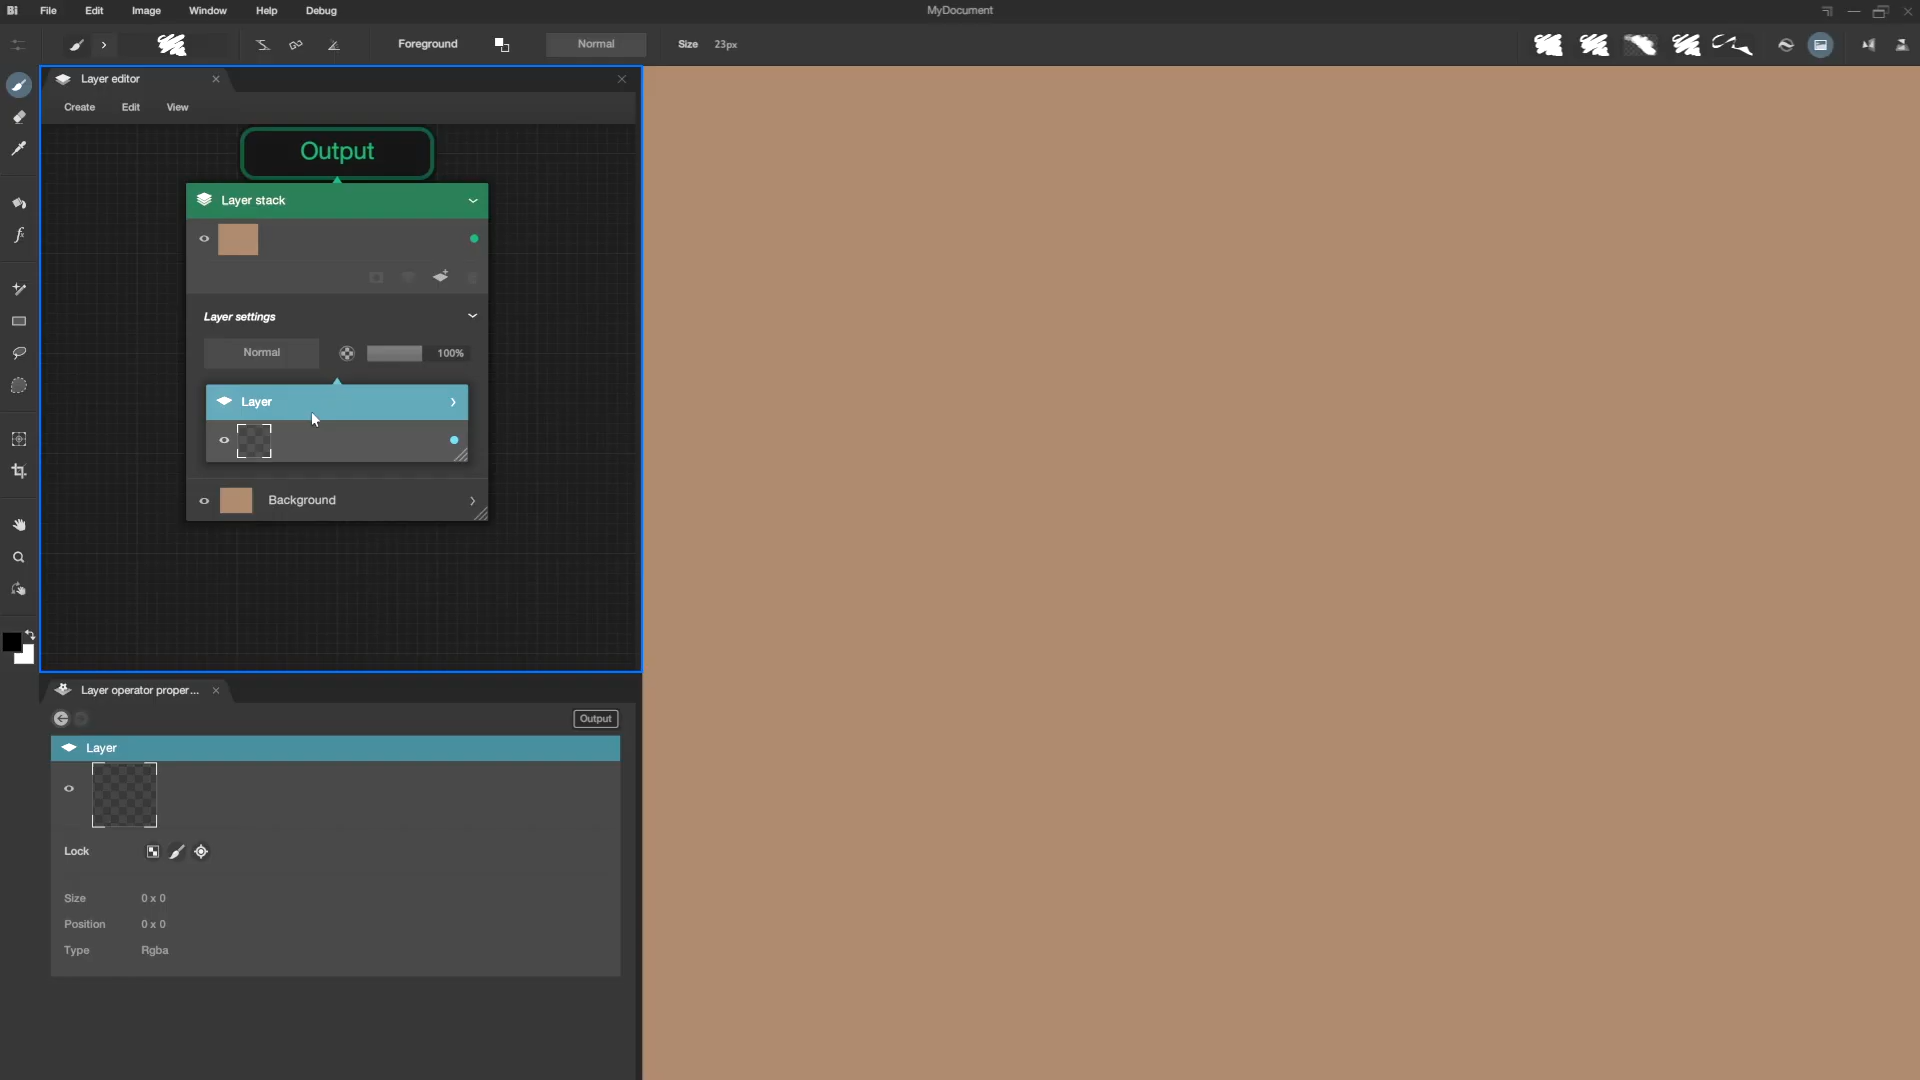 Bi File Edit Image Window Help Debug MyDocument
Foreground Normal Size 23px
Layer editor
Create Edit View
Output
Layer stack
Layer settings
Normal 100%
Layer
Background
Layer operator proper...
Output
Layer
Lock
Size 0 x 0
Position 0 x 0
Type Rgba